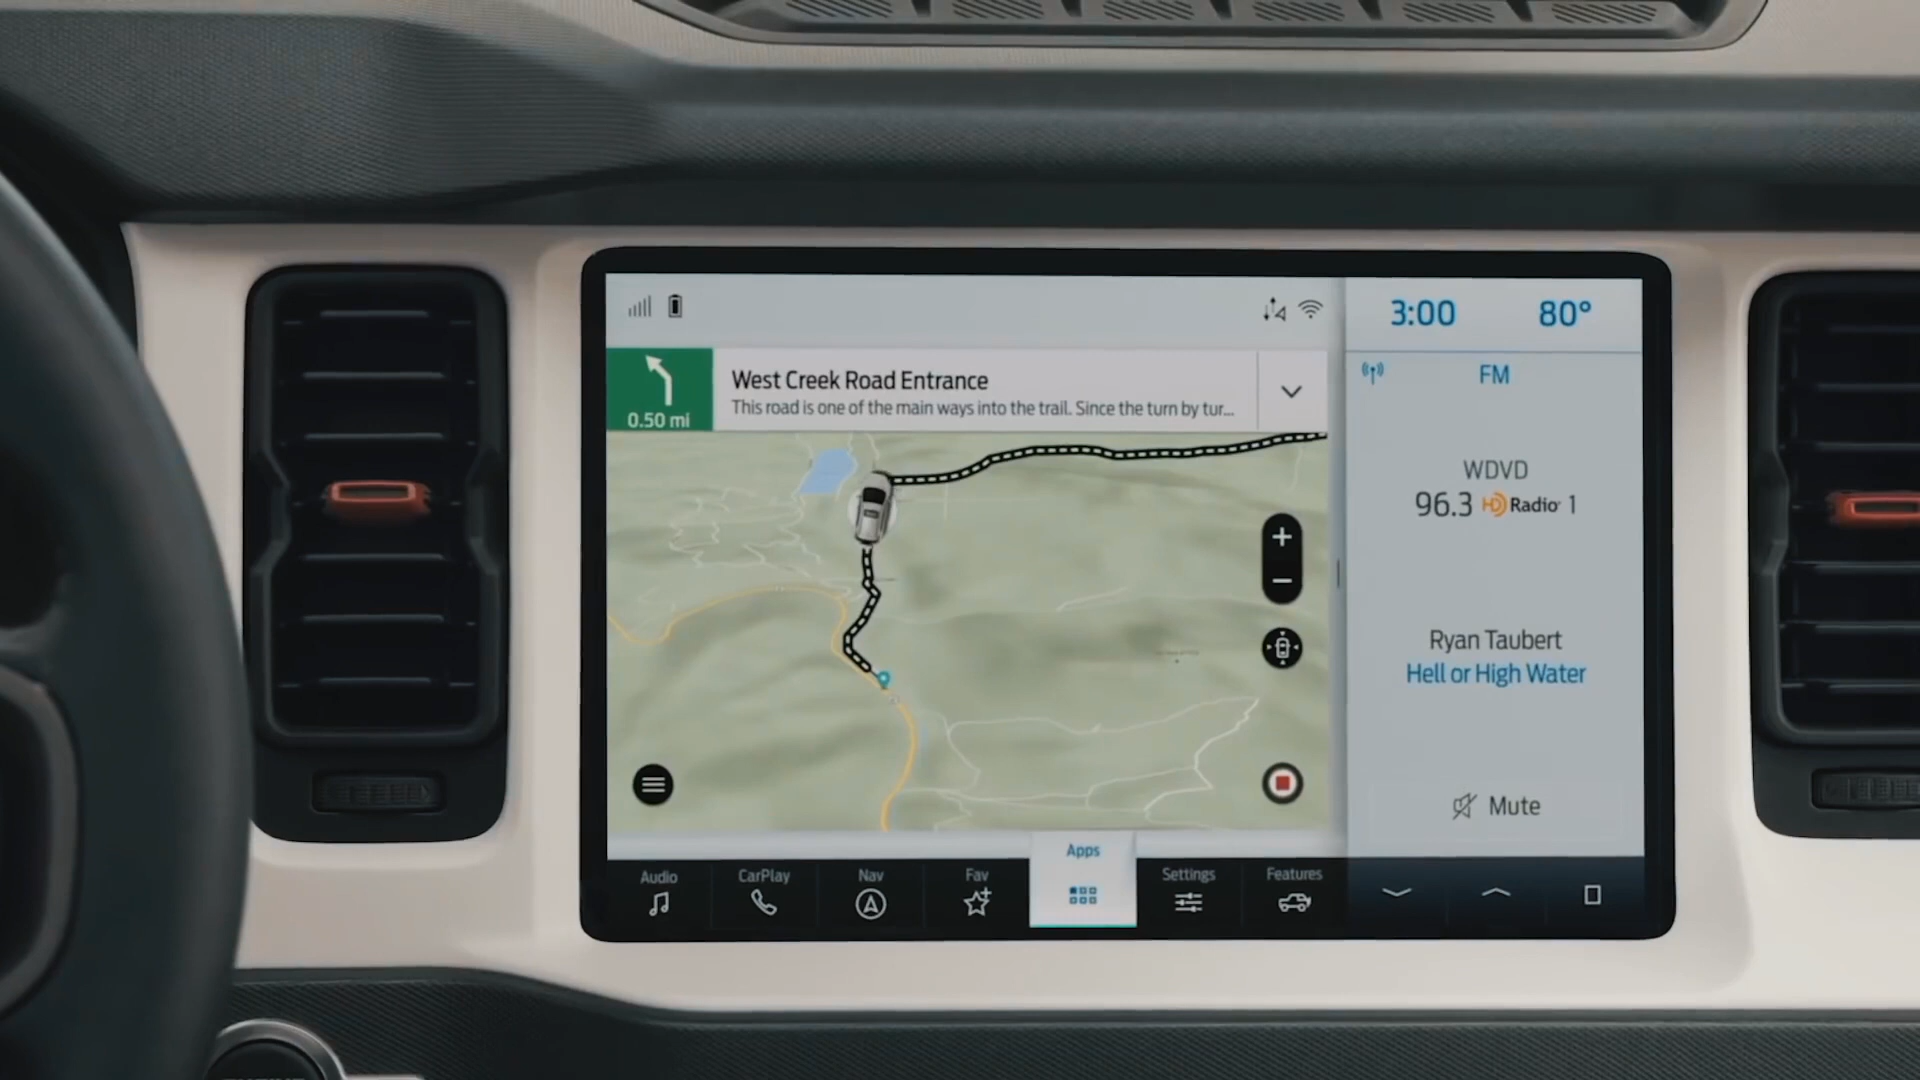 3:00 80°
0.50 mi
West Creek Road Entrance
This road is one of the main ways into the trail. Since the turn by tur...
FM
WDVD
96.3 HD Radio 1
Ryan Taubert
Hell or High Water
Mute
Audio
CarPlay
Nav
Fav
Apps
Settings
Features